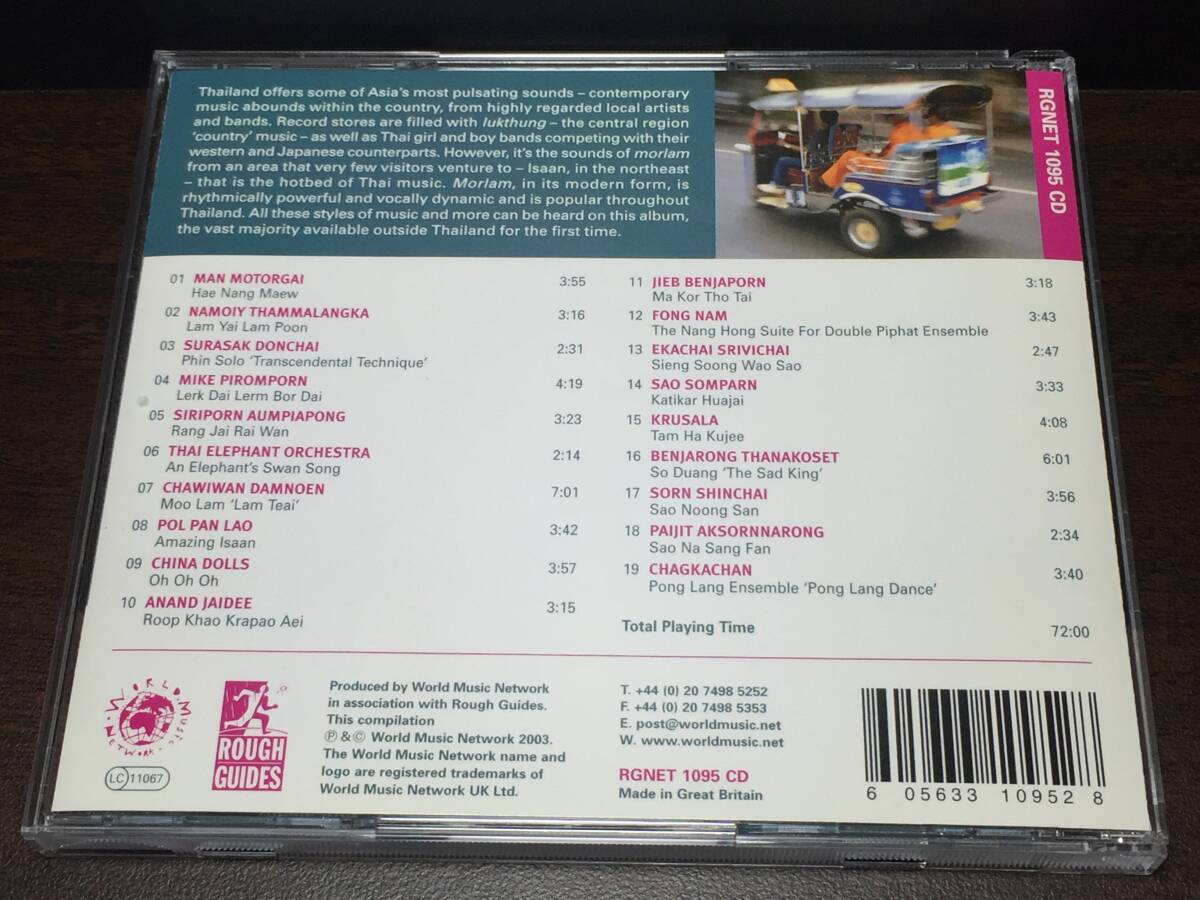 Thailand offers some of Asia's most pulsating sounds – contemporary
music abounds within the country, from highly regarded local artists
and bands. Record stores are filled with lukthung – the central region
'country' music – as well as Thai girl and boy bands competing with their
western and Japanese counterparts. However, it's the sounds of morlam
from an area that very few visitors venture to – Isaan, in the northeast
– that is the hotbed of Thai music. Morlam, in its modern form, is
rhythmically powerful and vocally dynamic and is popular throughout
Thailand. All these styles of music and more can be heard on this album,
the vast majority available outside Thailand for the first time.
RGNET 1095 CD
01 MAN MOTORGAI 3:55
Hae Nang Maew
02 NAMOIY THAMMALANGKA 3:16
Lam Yai Lam Poon
03 SURASAK DONCHAI 2:31
Phin Solo 'Transcendental Technique'
04 MIKE PIROMPORN 4:19
Lerk Dai Lerm Bor Dai
05 SIRIPORN AUMPIAPONG 3:23
Rang Jai Rai Wan
06 THAI ELEPHANT ORCHESTRA 2:14
An Elephant's Swan Song
07 CHAWIWAN DAMNOEN 7:01
Moo Lam 'Lam Teai'
08 POL PAN LAO 3:42
Amazing Isaan
09 CHINA DOLLS 3:57
Oh Oh Oh
10 ANAND JAIDEE 3:15
Roop Khao Krapao Aei
11 JIEB BENJAPORN 3:18
Ma Kor Tho Tai
12 FONG NAM 3:43
The Nang Hong Suite For Double Piphat Ensemble
13 EKACHAI SRIVICHAI 2:47
Sieng Soong Wao Sao
14 SAO SOMPARN 3:33
Katikar Huajai
15 KRUSALA 4:08
Tam Ha Kujee
16 BENJARONG THANAKOSET 6:01
So Duang 'The Sad King'
17 SORN SHINCHAI 3:56
Sao Noong San
18 PAIJIT AKSORNNARONG 2:34
Sao Na Sang Fan
19 CHAGKACHAN 3:40
Pong Lang Ensemble 'Pong Lang Dance'
Total Playing Time 72:00
WORLD MUSIC NETWORK
LC 11067
ROUGH
GUIDES
®
Produced by World Music Network
in association with Rough Guides.
This compilation
℗ & © World Music Network 2003.
The World Music Network name and
logo are registered trademarks of
World Music Network UK Ltd.
T. +44 (0) 20 7498 5252
F. +44 (0) 20 7498 5353
E. post@worldmusic.net
W. www.worldmusic.net
RGNET 1095 CD
Made in Great Britain
6 05633 10952 8